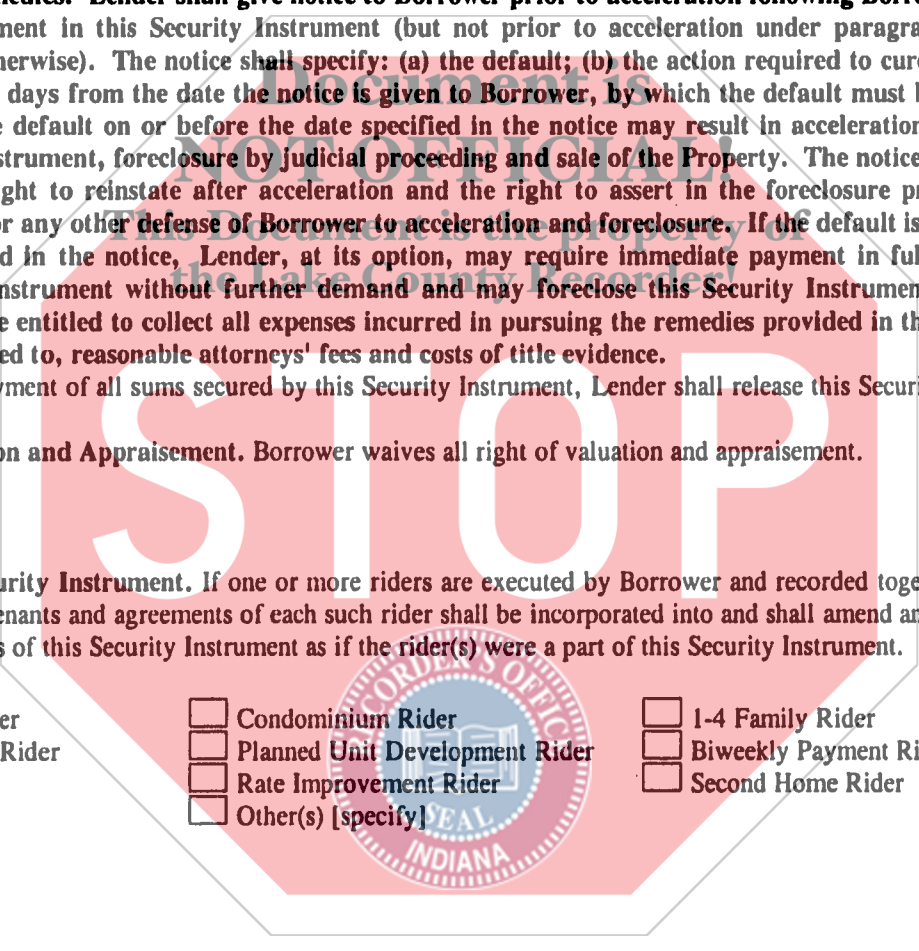 medies. Lender shall give notice to Borrower prior to acceleration following Borro
ment in this Security Instrument (but not prior to acceleration under paragra
herwise). The notice shall specify: (a) the default; (b) the action required to cur
days from the date the notice is given to Borrower, by which the default must b
e default on or before the date specified in the notice may result in acceleration
strument, foreclosure by judicial proceeding and sale of the Property. The notice
ght to reinstate after acceleration and the right to assert in the foreclosure p
or any other defense of Borrower to acceleration and foreclosure. If the default is
d in the notice, Lender, at its option, may require immediate payment in ful
nstrument without further demand and may foreclose this Security Instrumen
e entitled to collect all expenses incurred in pursuing the remedies provided in th
ed to, reasonable attorneys' fees and costs of title evidence.
yment of all sums secured by this Security Instrument, Lender shall release this Securi
on and Appraisement. Borrower waives all right of valuation and appraisement.
urity Instrument. If one or more riders are executed by Borrower and recorded toge
enants and agreements of each such rider shall be incorporated into and shall amend an
s of this Security Instrument as if the rider(s) were a part of this Security Instrument.
er Condominium Rider 1-4 Family Rider
Rider Planned Unit Development Rider Biweekly Payment Ri
Rate Improvement Rider Second Home Rider
Other(s) [specify]
Document is
NOT OFFICIAL!
This Document is the property of
the Lake County Recorder!
STOP
RECORDER'S OFFICE
SEAL
INDIANA